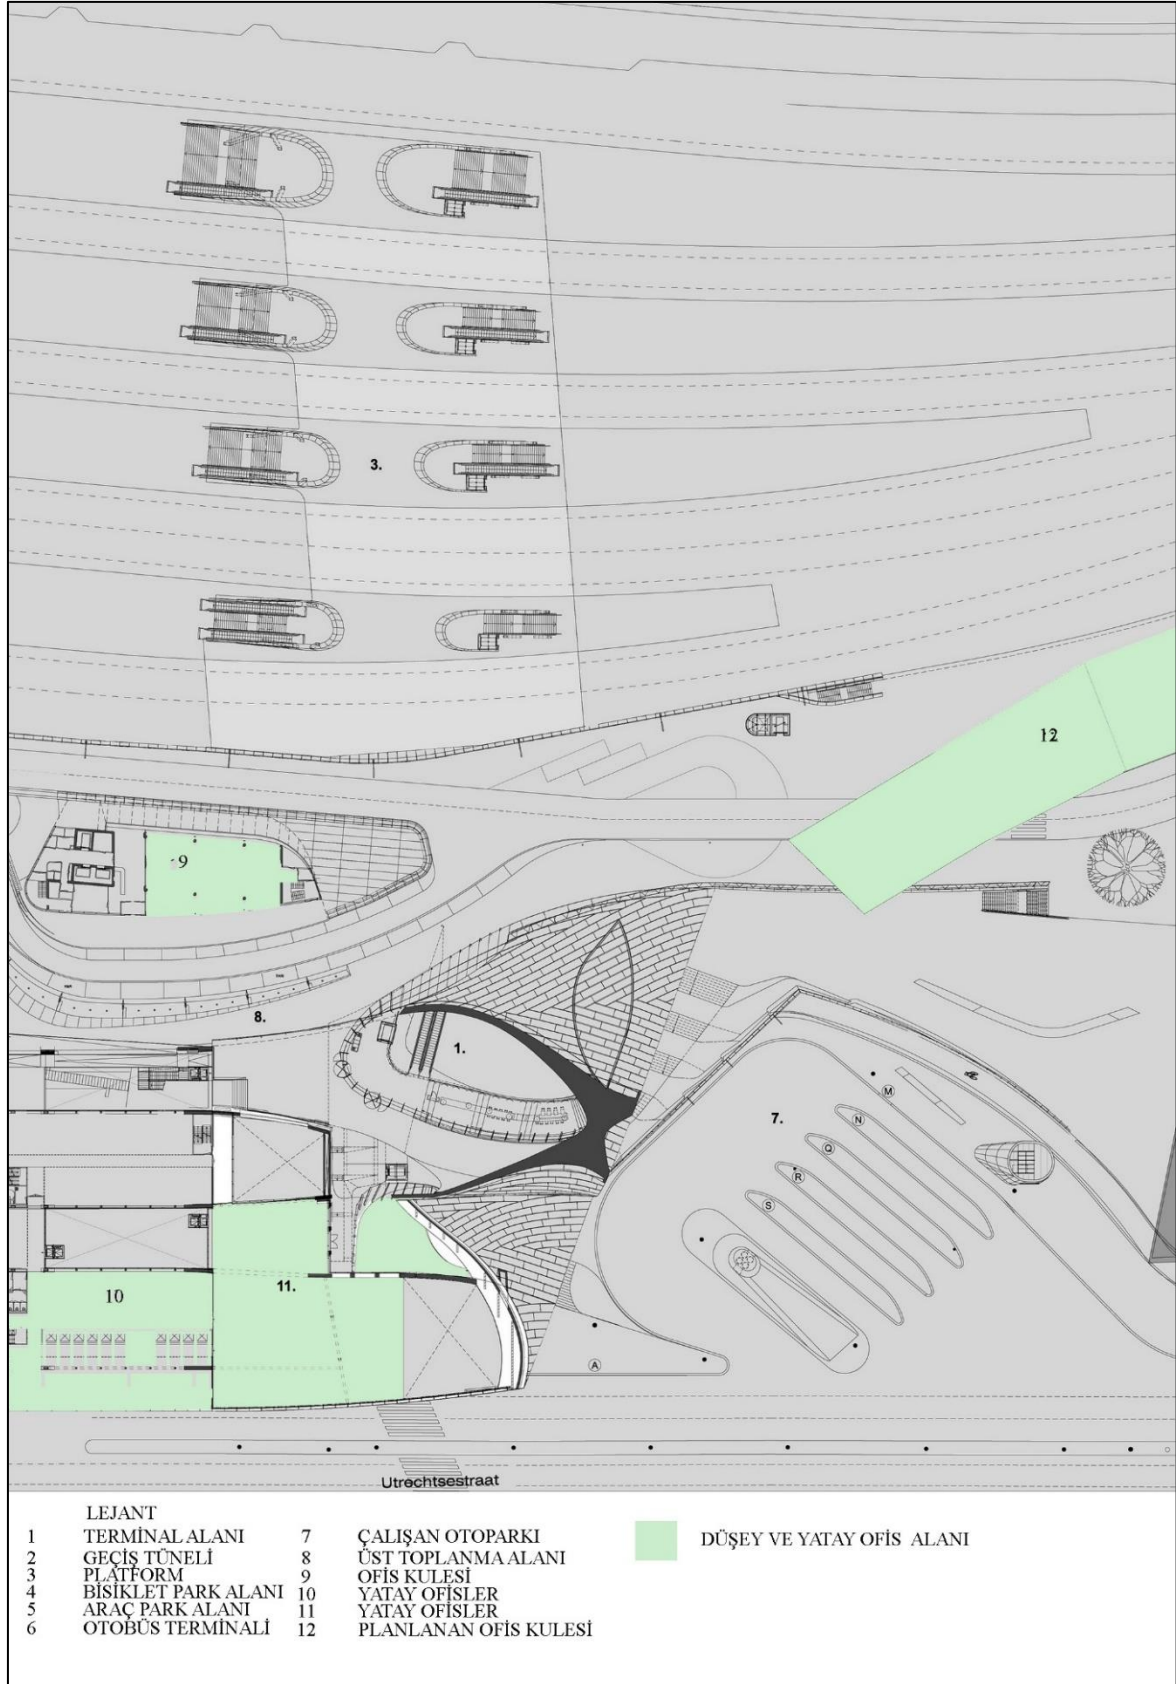 3.
12
9
8.
1.
7.
M
N
Q
R
S
11.
10
A
Utrechtsestraat
LEJANT
1 TERMİNAL ALANI
2 GEÇİŞ TÜNELİ
3 PLATFORM
4 BİSİKLET PARK ALANI
5 ARAÇ PARK ALANI
6 OTOBÜS TERMİNALİ
7 ÇALIŞAN OTOPARKI
8 ÜST TOPLANMA ALANI
9 OFİS KULESİ
10 YATAY OFİSLER
11 YATAY OFİSLER
12 PLANLANAN OFİS KULESİ
DÜŞEY VE YATAY OFİS ALANI